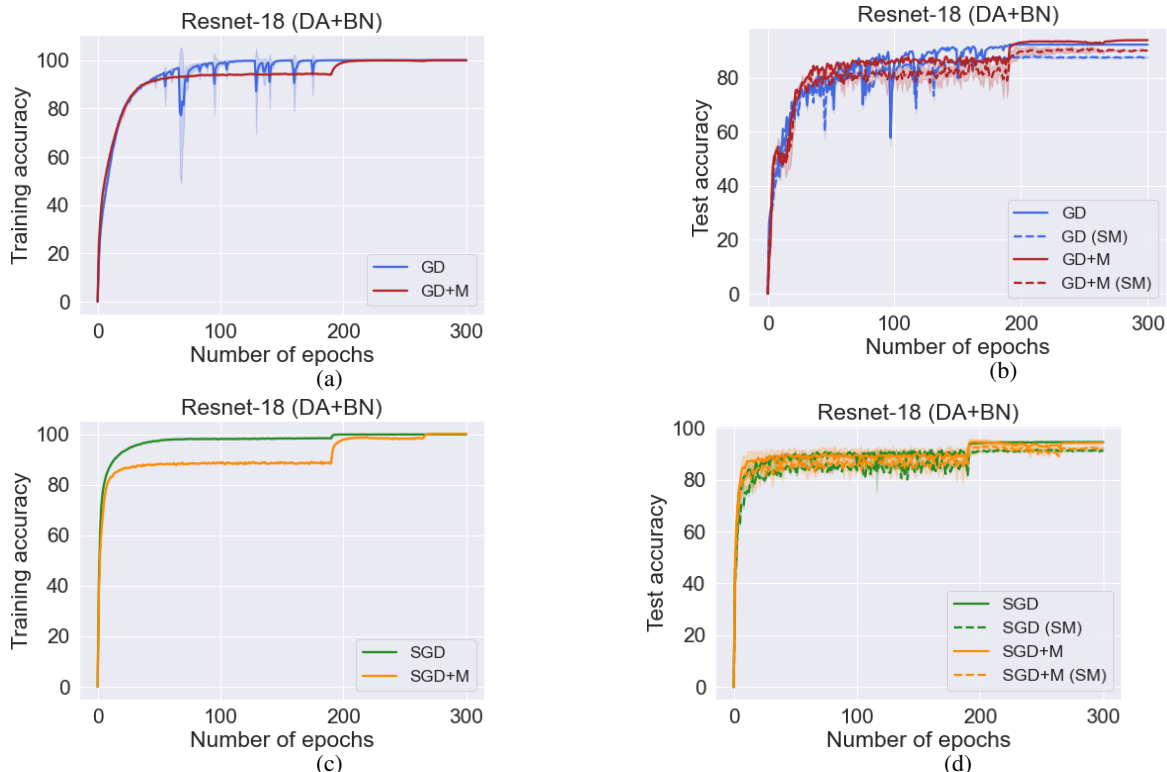 Resnet-18 (DA+BN)
100
80
60
40
20
0
Training accuracy
GD
GD+M
0
100
200
300
Number of epochs
(a)
Resnet-18 (DA+BN)
80
60
40
20
0
Test accuracy
GD
GD (SM)
GD+M
GD+M (SM)
0
100
200
300
Number of epochs
(b)
Resnet-18 (DA+BN)
100
80
60
40
20
0
Training accuracy
SGD
SGD+M
0
100
200
300
Number of epochs
(c)
Resnet-18 (DA+BN)
100
80
60
40
20
0
Test accuracy
SGD
SGD (SM)
SGD+M
SGD+M (SM)
0
100
200
300
Number of epochs
(d)